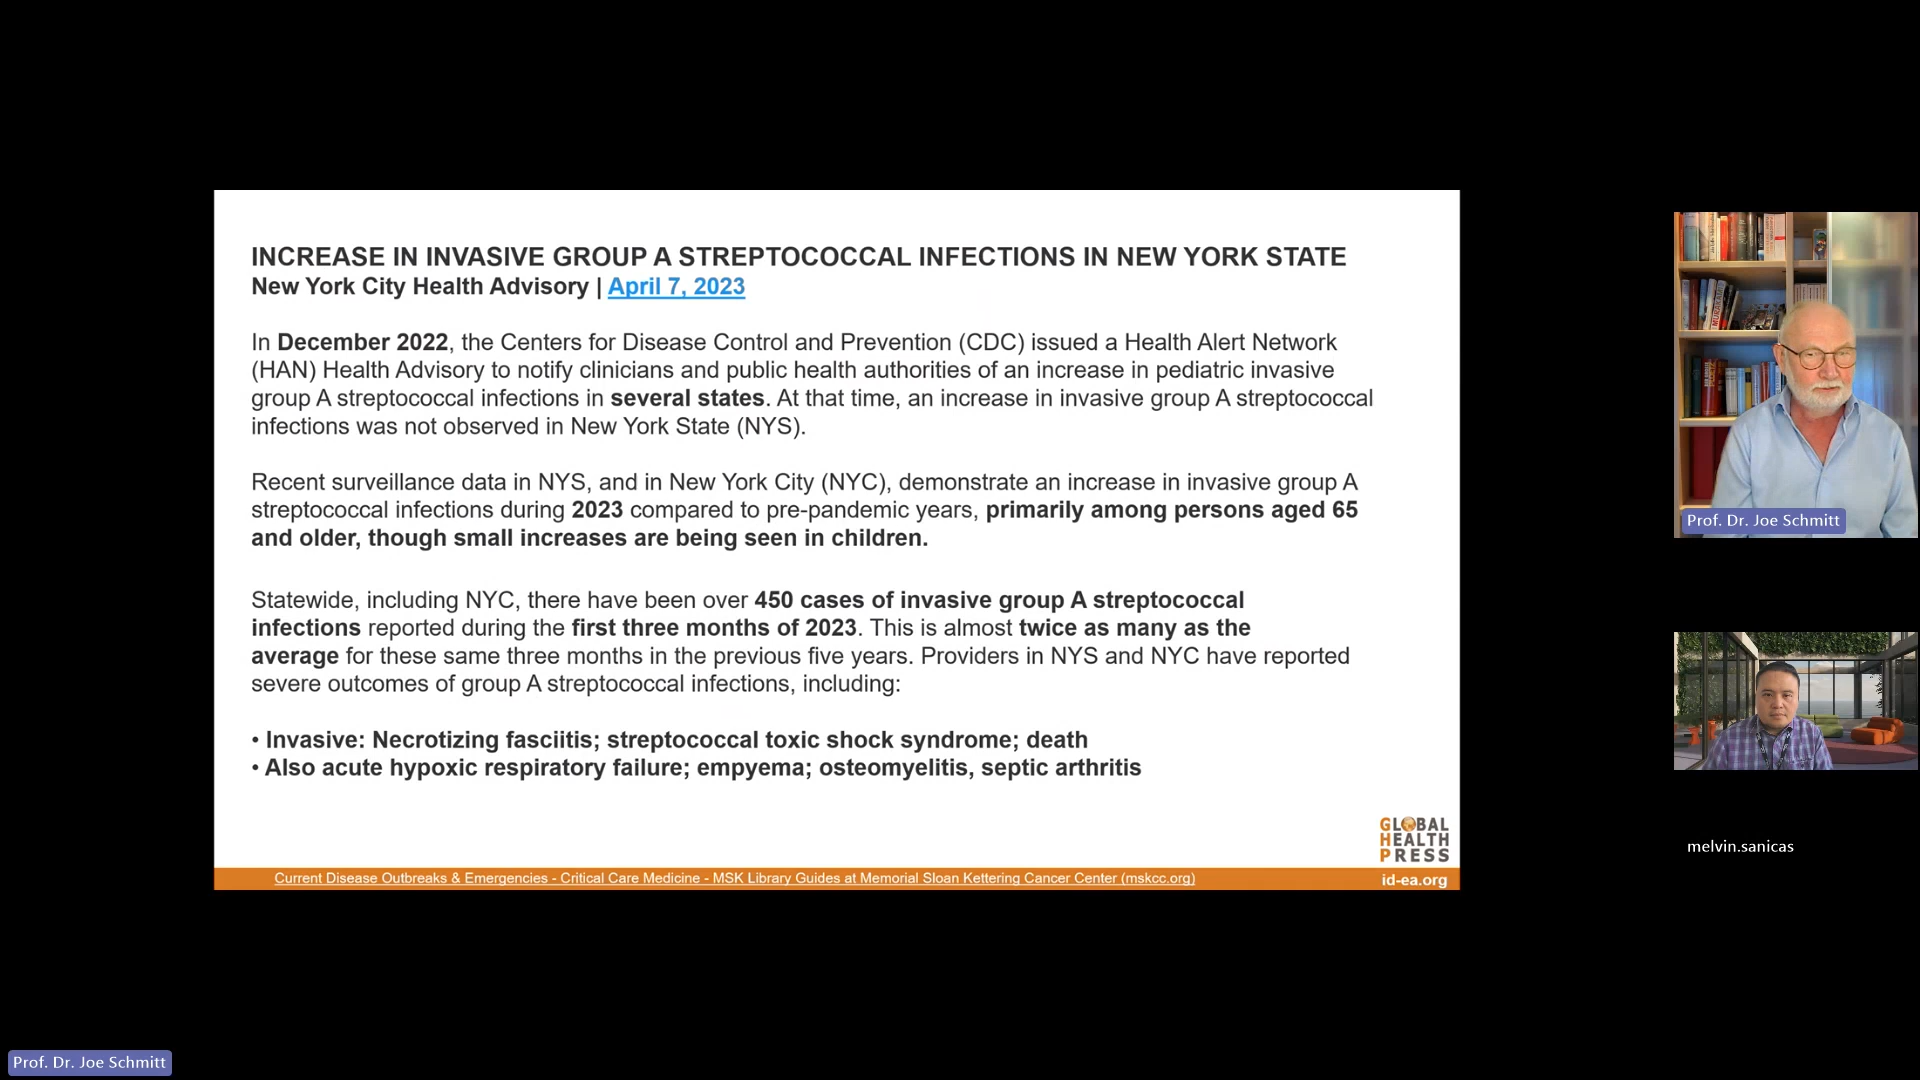 INCREASE IN INVASIVE GROUP A STREPTOCOCCAL INFECTIONS IN NEW YORK STATE
New York City Health Advisory | April 7, 2023
In December 2022, the Centers for Disease Control and Prevention (CDC) issued a Health Alert Network
(HAN) Health Advisory to notify clinicians and public health authorities of an increase in pediatric invasive
group A streptococcal infections in several states. At that time, an increase in invasive group A streptococcal
infections was not observed in New York State (NYS).
Recent surveillance data in NYS, and in New York City (NYC), demonstrate an increase in invasive group A
streptococcal infections during 2023 compared to pre-pandemic years, primarily among persons aged 65
and older, though small increases are being seen in children.
Statewide, including NYC, there have been over 450 cases of invasive group A streptococcal
infections reported during the first three months of 2023. This is almost twice as many as the
average for these same three months in the previous five years. Providers in NYS and NYC have reported
severe outcomes of group A streptococcal infections, including:
• Invasive: Necrotizing fasciitis; streptococcal toxic shock syndrome; death
• Also acute hypoxic respiratory failure; empyema; osteomyelitis, septic arthritis
GLOBAL
HEALTH
PRESS
Current Disease Outbreaks & Emergencies - Critical Care Medicine - MSK Library Guides at Memorial Sloan Kettering Cancer Center (mskcc.org)
id-ea.org
Prof. Dr. Joe Schmitt
melvin.sanicas
Prof. Dr. Joe Schmitt